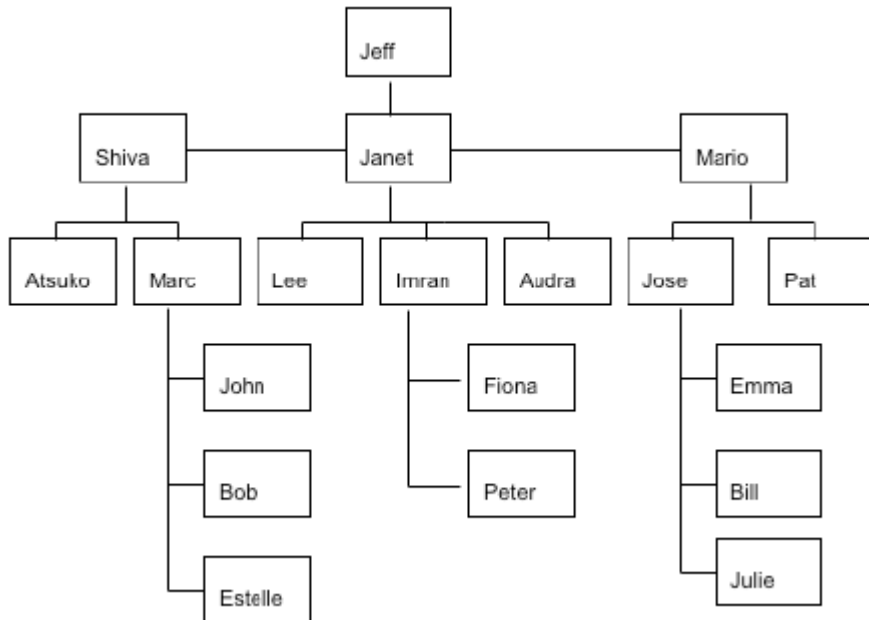 Jeff
Shiva
Janet
Mario
Atsuko
Marc
Lee
Imran
Audra
Jose
Pat
John
Fiona
Emma
Bob
Peter
Bill
Estelle
Julie